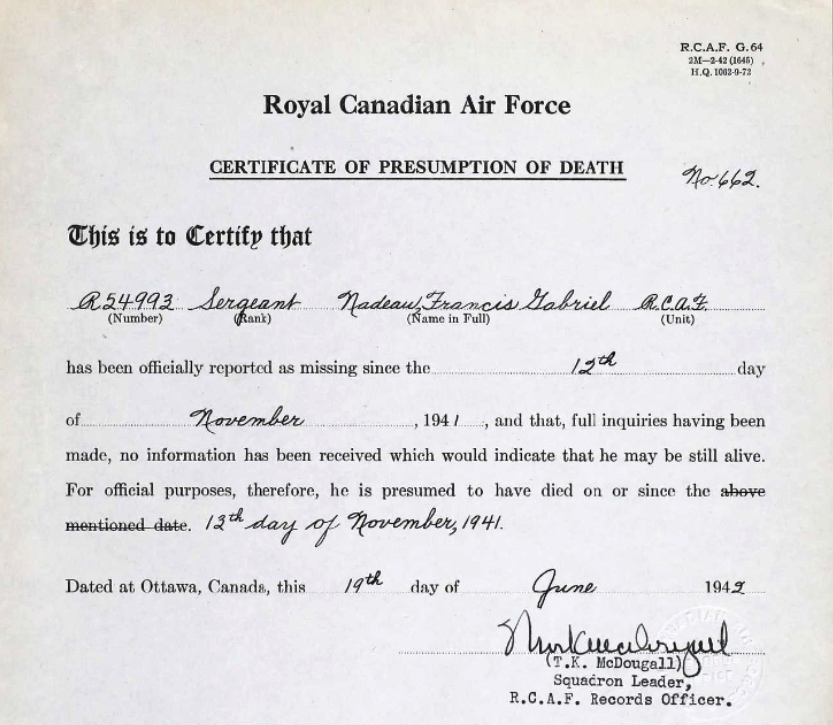 R.C.A.F. G.64
2M—2-42 (1645)
H.Q. 1062-9-72
Royal Canadian Air Force
CERTIFICATE OF PRESUMPTION OF DEATH
No. 662.
This is to Certify that
R54993 Sergeant Nadeau, Francis Gabriel R.C.A.F.
(Number) (Rank) (Name in Full) (Unit)
has been officially reported as missing since the 12th day
of November, 1941, and that, full inquiries having been
made, no information has been received which would indicate that he may be still alive.
For official purposes, therefore, he is presumed to have died on or since the above
mentioned date. 13th day of November, 1941.
Dated at Ottawa, Canada, this 19th day of June 1942
(T.K. McDougall)
Squadron Leader,
R.C.A.F. Records Officer.